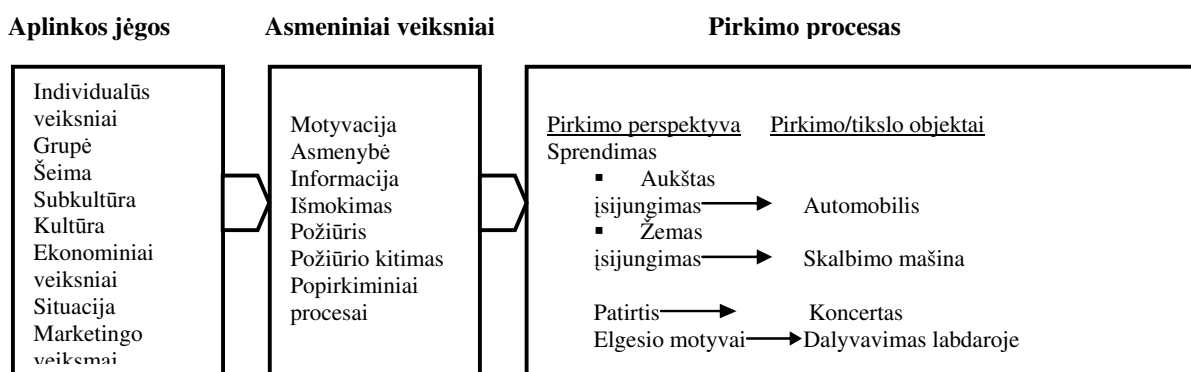 Aplinkos jėgos
Asmeniniai veiksniai
Pirkimo procesas
Individualūs
veiksniai
Grupė
Šeima
Subkultūra
Kultūra
Ekonominiai
veiksniai
Situacija
Marketingo
veiksmai
Motyvacija
Asmenybė
Informacija
Išmokimas
Požiūris
Požiūrio kitimas
Popirkiminiai
procesai
Pirkimo perspektyva Pirkimo/tikslo objektai
Sprendimas
▪ Aukštas
įsijungimas Automobilis
▪ Žemas
įsijungimas Skalbimo mašina
Patirtis Koncertas
Elgesio motyvai Dalyvavimas labdaroje